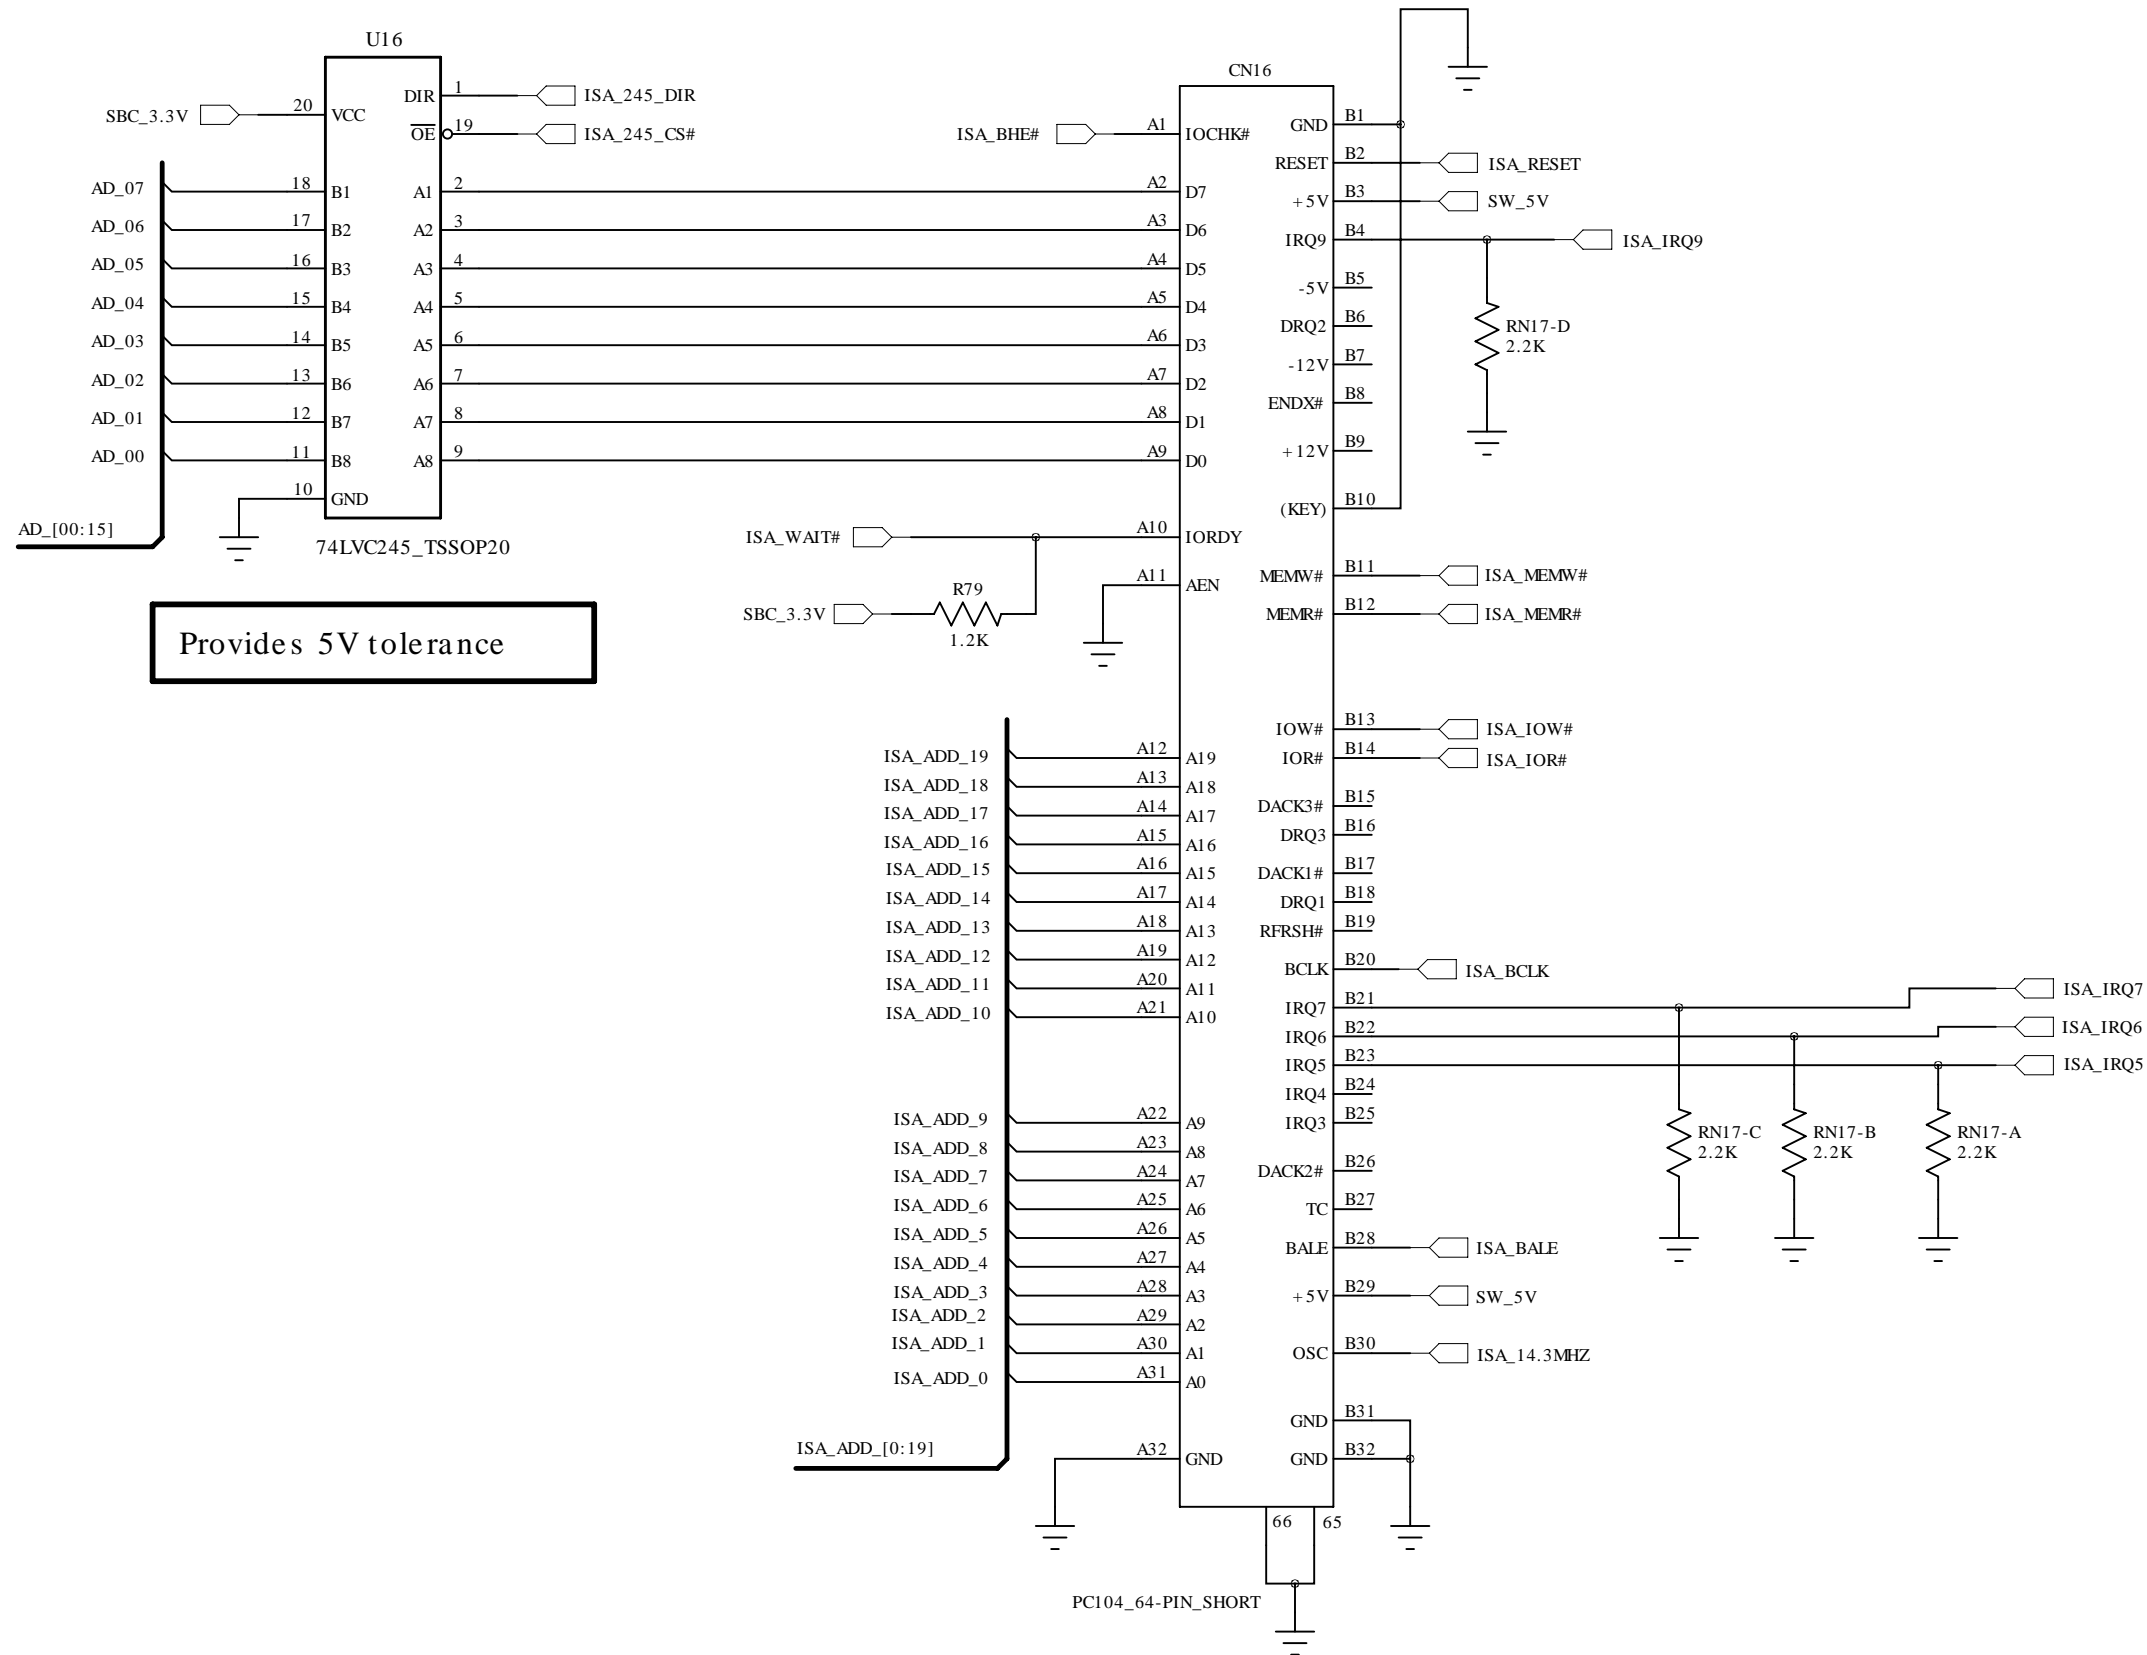 U16
SBC_3.3V 20 VCC DIR 1 ISA_245_DIR
OE 19 ISA_245_CS#
AD_07 18 B1 A1 2
AD_06 17 B2 A2 3
AD_05 16 B3 A3 4
AD_04 15 B4 A4 5
AD_03 14 B5 A5 6
AD_02 13 B6 A6 7
AD_01 12 B7 A7 8
AD_00 11 B8 A8 9
10 GND
AD_[00:15]
74LVC245_TSSOP20
Provides 5V tolerance
CN16
ISA_BHE# A1 IOCHK#
A2 D7
A3 D6
A4 D5
A5 D4
A6 D3
A7 D2
A8 D1
A9 D0
ISA_WAIT# A10 IORDY
A11 AEN
SBC_3.3V R79
1.2K
ISA_ADD_19 A12 A19
ISA_ADD_18 A13 A18
ISA_ADD_17 A14 A17
ISA_ADD_16 A15 A16
ISA_ADD_15 A16 A15
ISA_ADD_14 A17 A14
ISA_ADD_13 A18 A13
ISA_ADD_12 A19 A12
ISA_ADD_11 A20 A11
ISA_ADD_10 A21 A10
ISA_ADD_9 A22 A9
ISA_ADD_8 A23 A8
ISA_ADD_7 A24 A7
ISA_ADD_6 A25 A6
ISA_ADD_5 A26 A5
ISA_ADD_4 A27 A4
ISA_ADD_3 A28 A3
ISA_ADD_2 A29 A2
ISA_ADD_1 A30 A1
ISA_ADD_0 A31 A0
ISA_ADD_[0:19]
A32 GND
GND B1
RESET B2 ISA_RESET
+5V B3 SW_5V
IRQ9 B4 ISA_IRQ9
-5V B5
DRQ2 B6
RN17-D
2.2K
-12V B7
ENDX# B8
+12V B9
(KEY) B10
MEMW# B11 ISA_MEMW#
MEMR# B12 ISA_MEMR#
IOW# B13 ISA_IOW#
IOR# B14 ISA_IOR#
DACK3# B15
DRQ3 B16
DACK1# B17
DRQ1 B18
RFRSH# B19
BCLK B20 ISA_BCLK
IRQ7 B21 ISA_IRQ7
IRQ6 B22 ISA_IRQ6
IRQ5 B23 ISA_IRQ5
IRQ4 B24
IRQ3 B25
RN17-C RN17-B RN17-A
2.2K 2.2K 2.2K
DACK2# B26
TC B27
BALE B28 ISA_BALE
+5V B29 SW_5V
OSC B30 ISA_14.3MHZ
GND B31
GND B32
66 65
PC104_64-PIN_SHORT